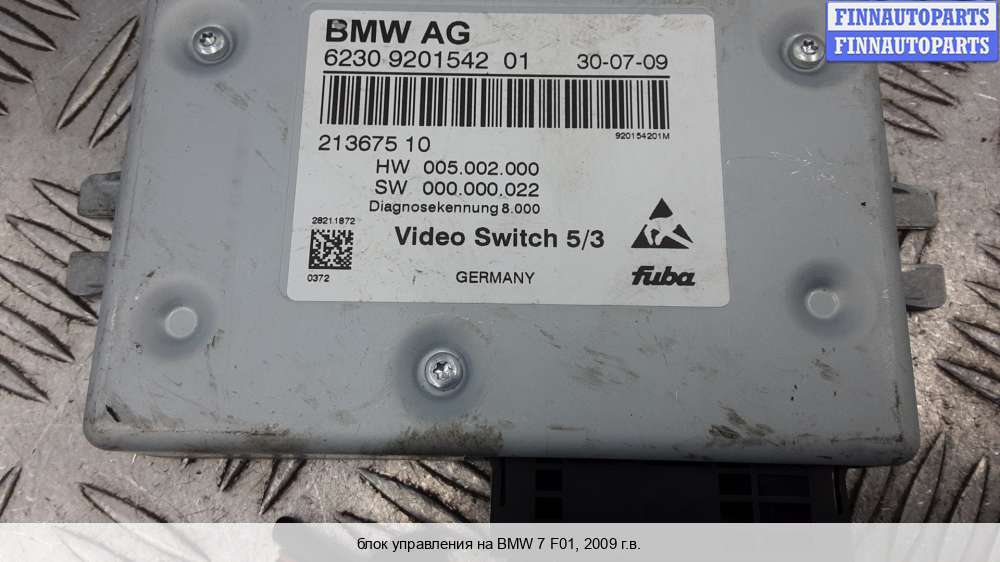 FINNAUTOPARTS
FINNAUTOPARTS
BMW AG
6230 9201542 01 30-07-09
920154201M
213675 10
HW 005.002.000
SW 000.000.022
Diagnosekennung 8.000
28211872
Video Switch 5/3
0372
GERMANY
fuba
блок управления на BMW 7 F01, 2009 г.в.